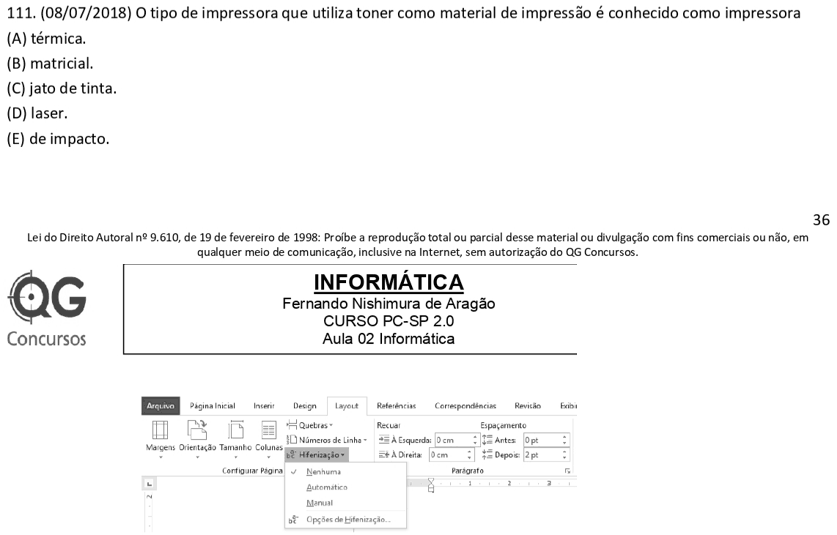 111. (08/07/2018) O tipo de impressora que utiliza toner como material de impressão é conhecido como impressora
(A) térmica.
(B) matricial.
(C) jato de tinta.
(D) laser.
(E) de impacto.
36
Lei do Direito Autoral nº 9.610, de 19 de fevereiro de 1998: Proíbe a reprodução total ou parcial desse material ou divulgação com fins comerciais ou não, em
qualquer meio de comunicação, inclusive na Internet, sem autorização do QG Concursos.
QG
Concursos
INFORMÁTICA
Fernando Nishimura de Aragão
CURSO PC-SP 2.0
Aula 02 Informática
Arquivo Página Inicial Inserir Design Layout Referências Correspondências Revisão Exibi
Quebras Recuar Espaçamento
Números de Linha À Esquerda: 0 cm Antes: 0 pt
Margens Orientação Tamanho Colunas Hifenização À Direita: 0 cm Depois: 2 pt
Configurar Página Parágrafo
Nenhuma
Automático
Manual
Opções de Hifenização...
1 2 3
2